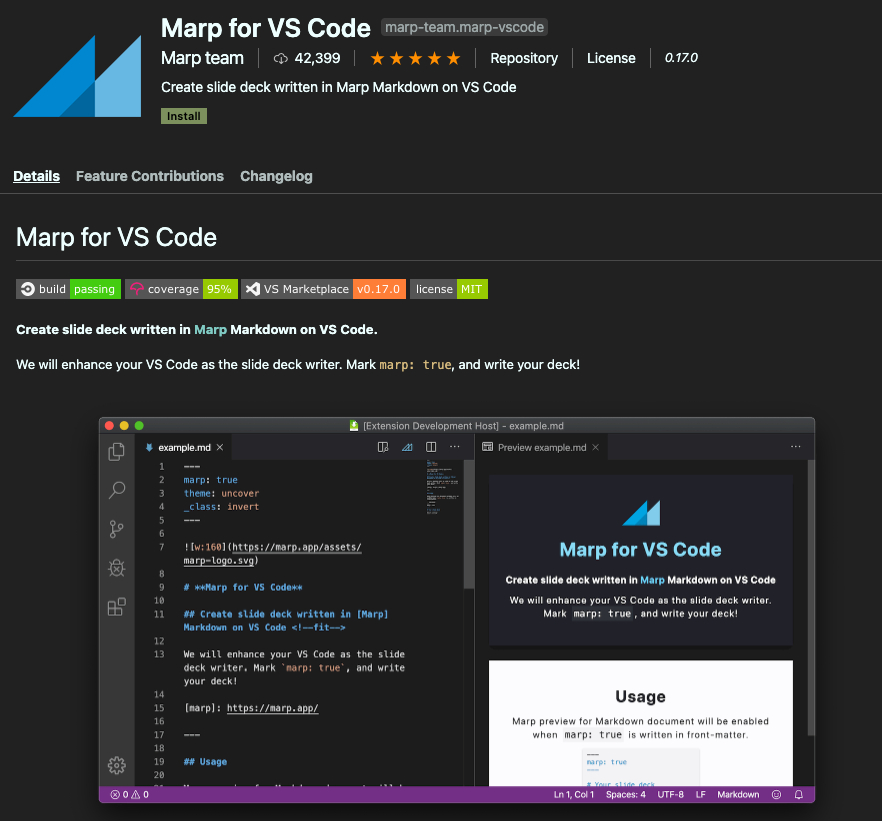 Marp for VS Code marp-team.marp-vscode
Marp team 42,399 Repository License 0.17.0
Create slide deck written in Marp Markdown on VS Code
Install
Details Feature Contributions Changelog
Marp for VS Code
build passing coverage 95% VS Marketplace v0.17.0 license MIT
Create slide deck written in Marp Markdown on VS Code.
We will enhance your VS Code as the slide deck writer. Mark marp: true, and write your deck!
[Extension Development Host] - example.md
example.md
1 ---
2 marp: true
3 theme: uncover
4 _class: invert
5 ---
6
7 ![w:160](https://marp.app/assets/
marp-logo.svg)
8
9 # **Marp for VS Code**
10
11 ## Create slide deck written in [Marp]
Markdown on VS Code <!--fit-->
12
13 We will enhance your VS Code as the slide
deck writer. Mark `marp: true`, and write
your deck!
14
15 [marp]: https://marp.app/
16
17 ---
18
19 ## Usage
20
Preview example.md
Marp for VS Code
Create slide deck written in Marp Markdown on VS Code
We will enhance your VS Code as the slide deck writer.
Mark marp: true, and write your deck!
Usage
Marp preview for Markdown document will be enabled
when marp: true is written in front-matter.
---
marp: true
---
# Your slide deck
0 0 Ln 1, Col 1 Spaces: 4 UTF-8 LF Markdown